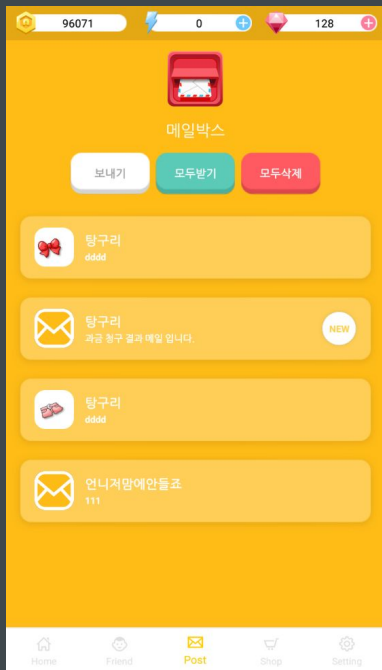 96071
0
128
메일박스
보내기
모두받기
모두삭제
탕구리
dddd
탕구리
과금 청구 결과 메일 입니다.
NEW
탕구리
dddd
언니저맘에안들죠
111
Home
Friend
Post
Shop
Setting